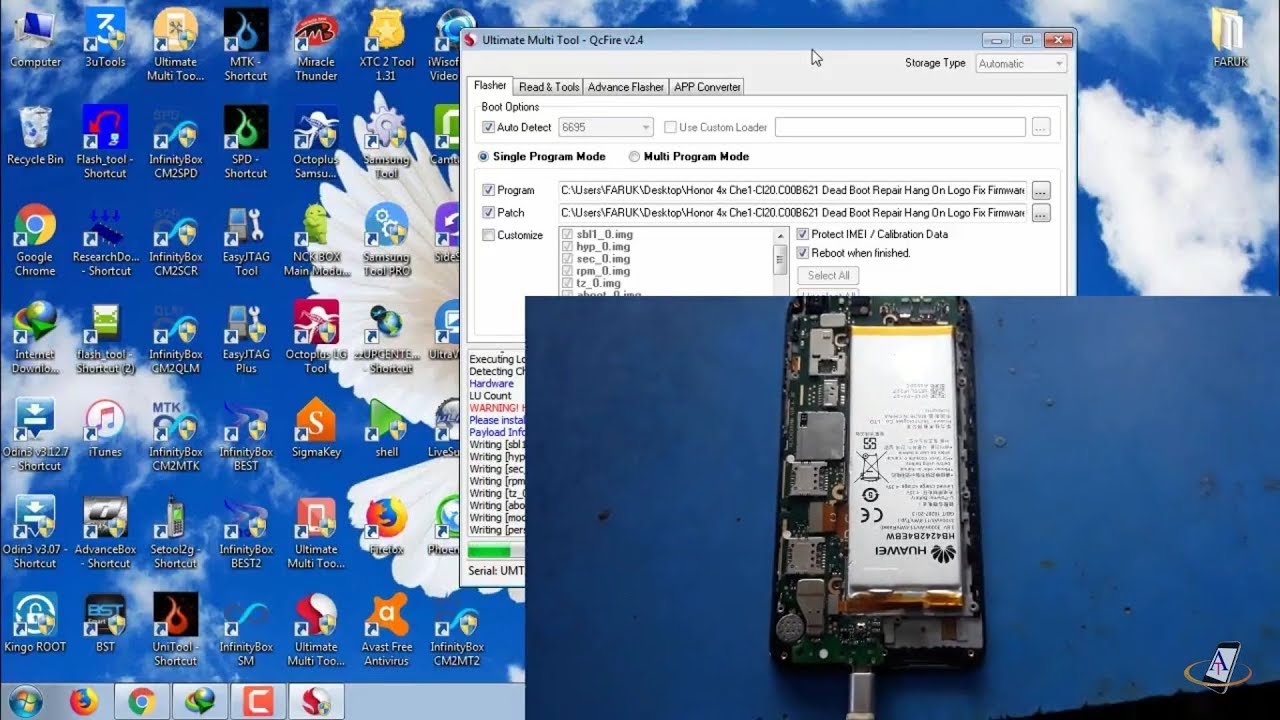 Computer
3uTools
Ultimate
Multi Too...
MTK -
Shortcut
Miracle
Thunder
XTC 2 Tool
1.31
iWisof
Video
FARUK
Recycle Bin
Flash_tool -
Shortcut
InfinityBox
CM2SPD
SPD -
Shortcut
Octoplus
Samsu...
Samsung
Tool
Camt
Google
Chrome
ResearchDo...
- Shortcut
InfinityBox
CM2SCR
EasyJTAG
Tool
NCK BOX
Main Modu...
Samsung
Tool PRO
SideS
Internet
Downlo...
flash_tool -
Shortcut (2)
InfinityBox
CM2QLM
EasyJTAG
Plus
Octoplus LG
Tool
zzUPCENTE...
- Shortcut
UltraV
Odin3 v3.12.7
- Shortcut
iTunes
MTK
InfinityBox
CM2MTK
InfinityBox
BEST
SigmaKey
shell
LiveSu
Odin3 v3.07 -
Shortcut
AdvanceBox
- Shortcut
Setool2g -
Shortcut
InfinityBox
BEST2
Ultimate
Multi Too...
Firefox
Phoen
Kingo ROOT
BST
UniTool -
Shortcut
InfinityBox
SM
Ultimate
Multi Too...
Avast Free
Antivirus
InfinityBox
CM2MT2
Ultimate Multi Tool - QcFire v2.4
Storage Type Automatic
Flasher Read & Tools Advance Flasher APP Converter
Boot Options
Auto Detect 6695 Use Custom Loader ...
Single Program Mode Multi Program Mode
Program C:\Users\FARUK\Desktop\Honor 4x Che1-Cl20.C00B621 Dead Boot Repair Hang On Logo Fix Firmware ...
Patch C:\Users\FARUK\Desktop\Honor 4x Che1-Cl20.C00B621 Dead Boot Repair Hang On Logo Fix Firmware ...
Customize
sbl1_0.img
hyp_0.img
sec_0.img
rpm_0.img
tz_0.img
aboot_0.img
Protect IMEI / Calibration Data
Reboot when finished.
Select All
Executing Lo
Detecting Ch
Hardware
LU Count
WARNING! H
Please instal
Payload Info
Writing [sbl1
Writing [hyp
Writing [sec_
Writing [rpm
Writing [tz_0
Writing [abo
Writing [mod
Writing [pers
Serial: UMT
HUAWEI
HB4242B4EBW